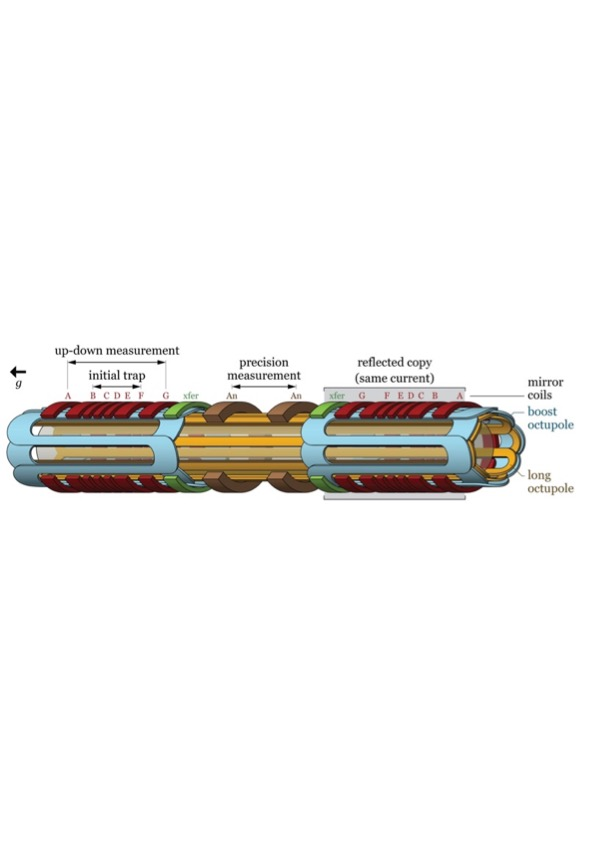 up-down measurement
initial trap
g
A B C D E F G xfer An An xfer G F E D C B A
precision
measurement
reflected copy
(same current)
mirror
coils
boost
octupole
long
octupole